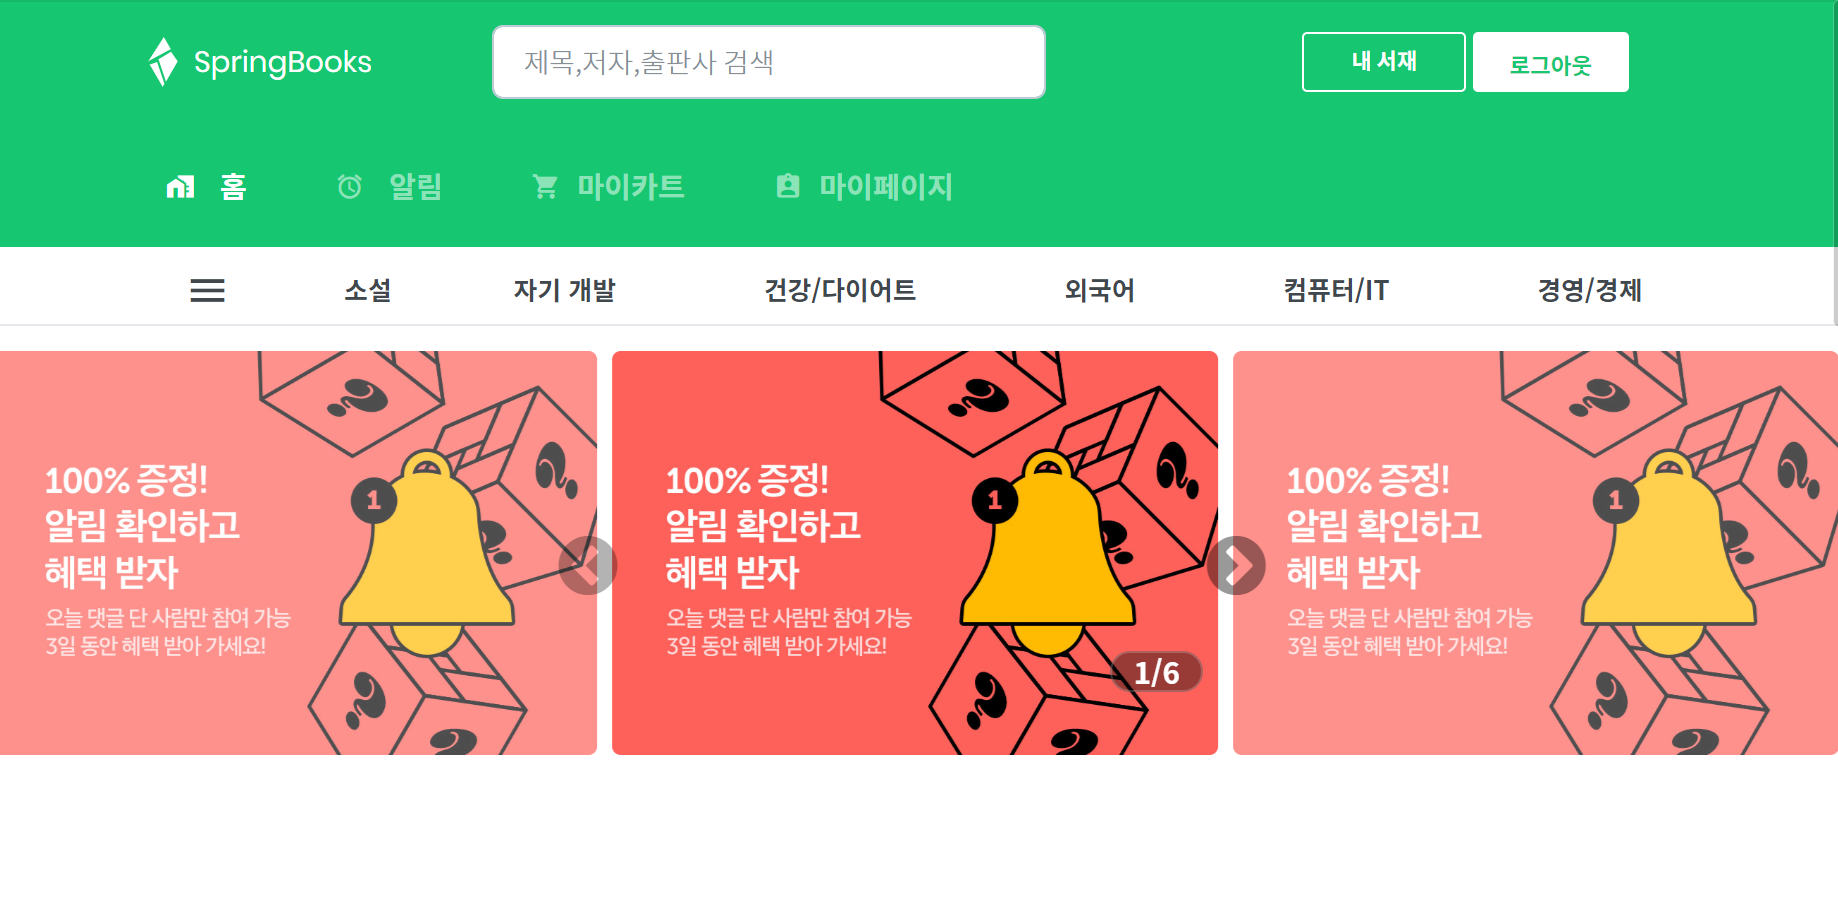 SpringBooks
제목,저자,출판사 검색
내 서재
로그아웃
홈
알림
마이카트
마이페이지
소설
자기 개발
건강/다이어트
외국어
컴퓨터/IT
경영/경제
100% 증정!
알림 확인하고
혜택 받자
오늘 댓글 단 사람만 참여 가능
3일 동안 혜택 받아 가세요!
1
100% 증정!
알림 확인하고
혜택 받자
오늘 댓글 단 사람만 참여 가능
3일 동안 혜택 받아 가세요!
1
1/6
100% 증정!
알림 확인하고
혜택 받자
오늘 댓글 단 사람만 참여 가능
3일 동안 혜택 받아 가세요!
1